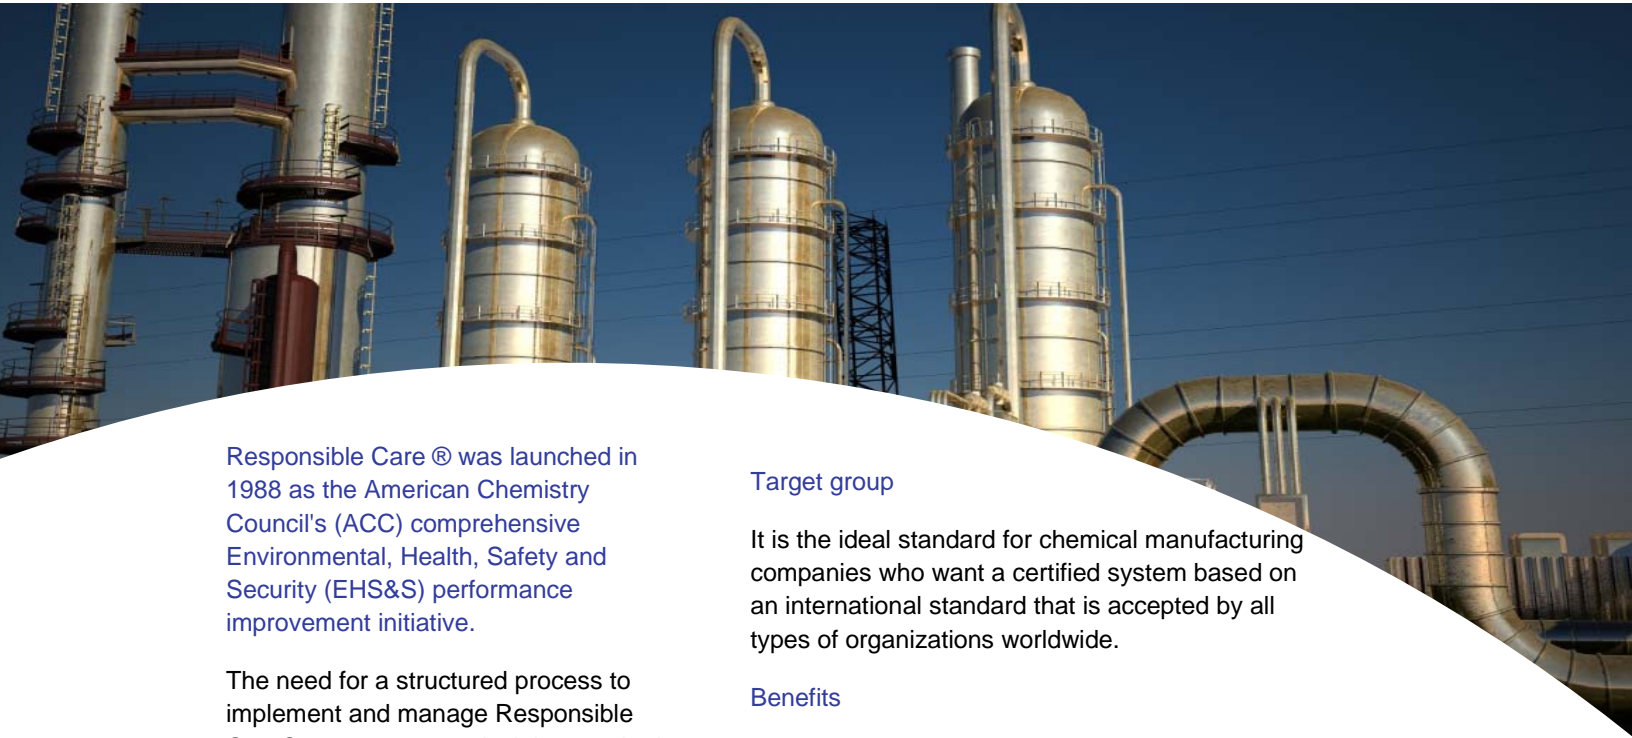 Responsible Care ® was launched in
1988 as the American Chemistry
Council's (ACC) comprehensive
Environmental, Health, Safety and
Security (EHS&S) performance
improvement initiative.
The need for a structured process to
implement and manage Responsible
Target group
It is the ideal standard for chemical manufacturing
companies who want a certified system based on
an international standard that is accepted by all
types of organizations worldwide.
Benefits